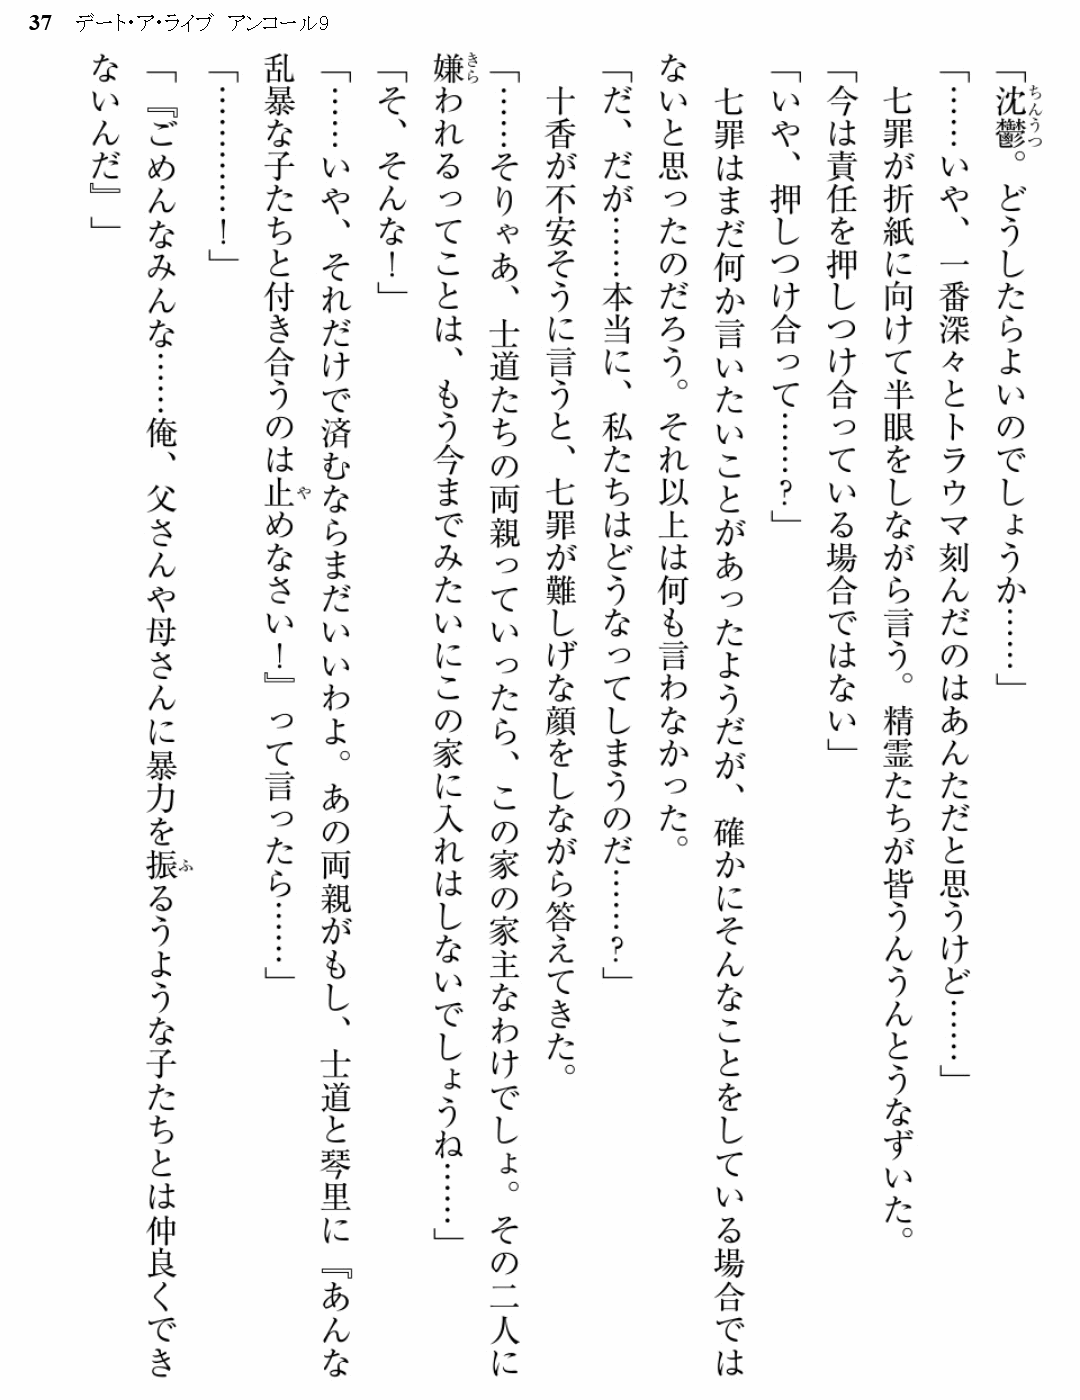 37 デート・ア・ライブ アンコール9
「沈鬱。どうしたらよいのでしょうか……」
「……いや、一番深々とトラウマ刻んだのはあんただと思うけど……」
七罪が折紙に向けて半眼をしながら言う。精霊たちが皆うんうんとうなずいた。
「今は責任を押しつけ合っている場合ではない」
「いや、押しつけ合って……？」
七罪はまだ何か言いたいことがあったようだが、確かにそんなことをしている場合では
ないと思ったのだろう。それ以上は何も言わなかった。
「だ、だが……本当に、私たちはどうなってしまうのだ……？」
十香が不安そうに言うと、七罪が難しげな顔をしながら答えてきた。
「……そりゃあ、士道たちの両親っていったら、この家の家主なわけでしょ。その二人に
嫌われるってことは、もう今までみたいにこの家に入れはしないでしょうね……」
「そ、そんな！」
「……いや、それだけで済むならまだいいわよ。あの両親がもし、士道と琴里に『あんな
乱暴な子たちと付き合うのは止めなさい！』って言ったら……」
「…………！」
「『ごめんなみんな……俺、父さんや母さんに暴力を振るうような子たちとは仲良くでき
ないんだ』」